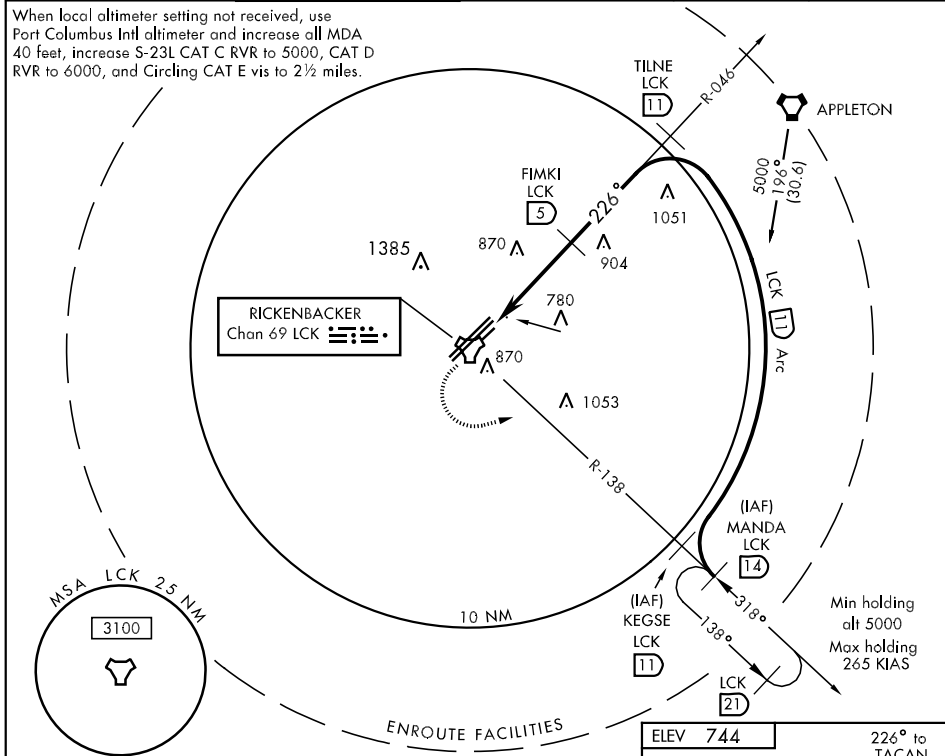 When local altimeter setting not received, use
Port Columbus Intl altimeter and increase all MDA
40 feet, increase S-23L CAT C RVR to 5000, CAT D
RVR to 6000, and Circling CAT E vis to 2½ miles.
TILNE
LCK
11
R-046
APPLETON
5000
196°
(30.6)
FIMKI
LCK
5
226°
1051
1385
870
904
LCK
11
Arc
RICKENBACKER
Chan 69 LCK
780
870
1053
R-138
(IAF)
MANDA
LCK
14
MSA LCK 25 NM
3100
10 NM
(IAF)
KEGSE
LCK
11
318°
138°
Min holding
alt 5000
Max holding
265 KIAS
LCK
21
ENROUTE FACILITIES
ELEV 744
226° to
TACAN